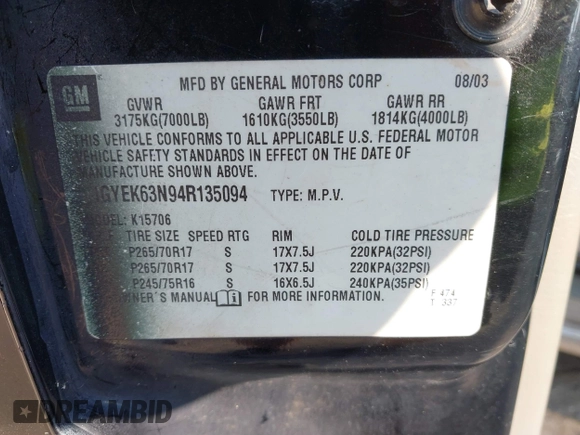 GM
MFD BY GENERAL MOTORS CORP 08/03
GVWR GAWR FRT GAWR RR
3175KG(7000LB) 1610KG(3550LB) 1814KG(4000LB)
THIS VEHICLE CONFORMS TO ALL APPLICABLE U.S. FEDERAL MOTOR
VEHICLE SAFETY STANDARDS IN EFFECT ON THE DATE OF
MANUFACTURE SHOWN ABOVE.
GYEK63N94R135094 TYPE: M.P.V.
MODEL: K15706
TIRE SIZE SPEED RTG RIM COLD TIRE PRESSURE
P265/70R17 S 17X7.5J 220KPA(32PSI)
P265/70R17 S 17X7.5J 220KPA(32PSI)
P245/75R16 S 16X6.5J 240KPA(35PSI)
OWNER'S MANUAL FOR MORE INFORMATION. F:474
T: 337
DREAMBID